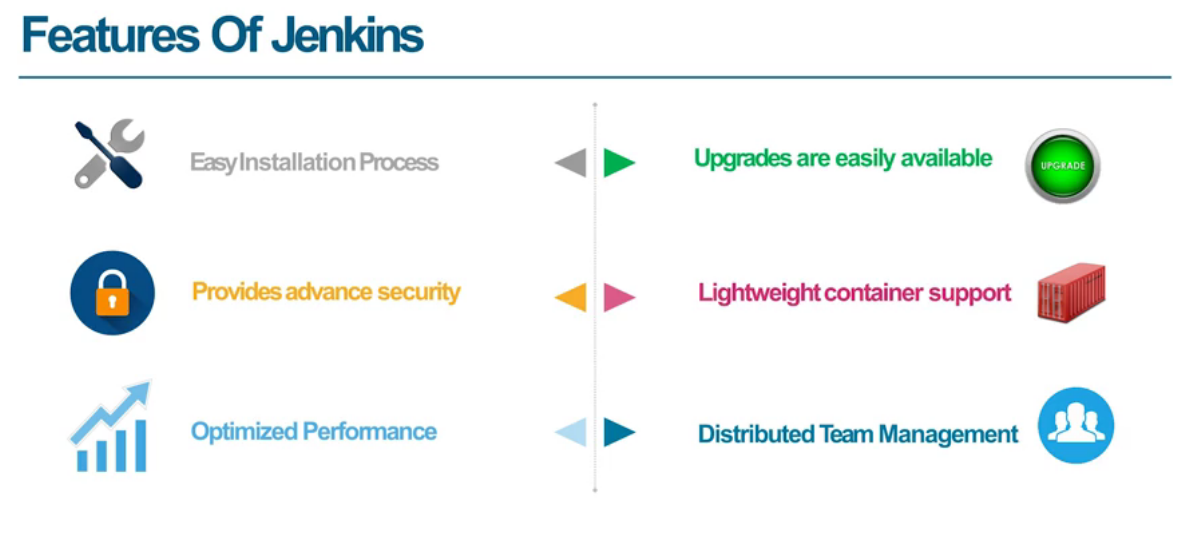 Features Of Jenkins
Easy Installation Process
Upgrades are easily available
UPGRADE
Provides advance security
Lightweight container support
Optimized Performance
Distributed Team Management